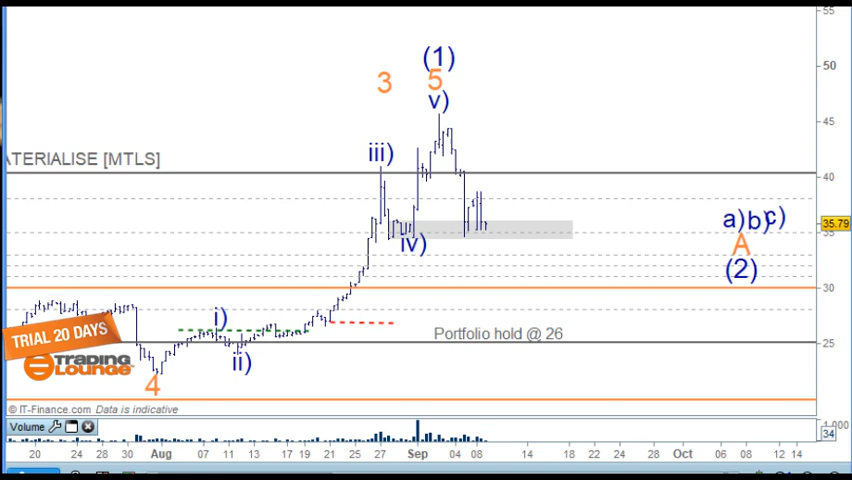 55
(1)
50
3
5
v)
45
iii)
ATERIALISE [MTLS]
40
a) b) c)
35.79
35
iv)
A
(2)
30
i)
Portfolio hold @ 26
TRIAL 20 DAYS
25
Trading
Lounge
ii)
4
© IT-Finance.com Data is indicative
Volume
1.000
34
20 24 28 Aug 07 11 13 17 19 21 25 27 Sep 04 08 10 14 18 22 24 28 Oct 06 08 12 14